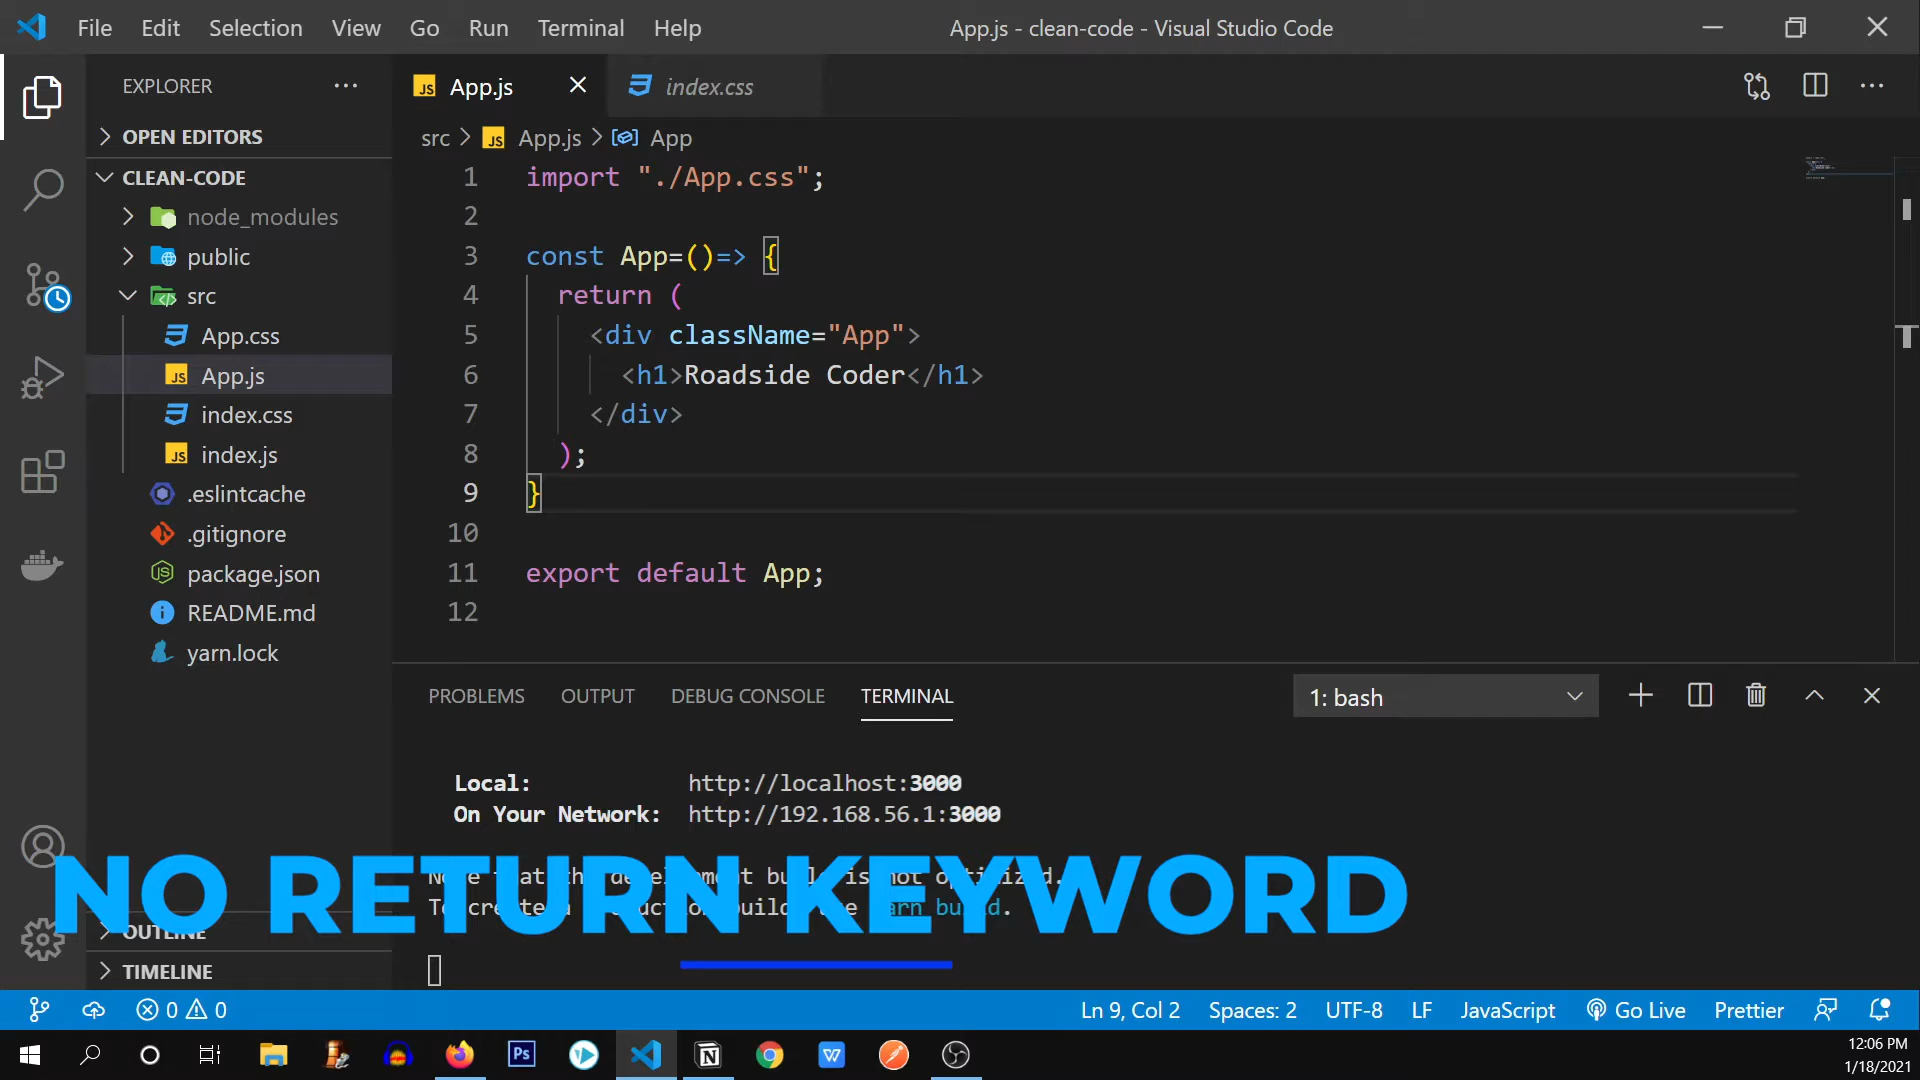 File Edit Selection View Go Run Terminal Help App.js - clean-code - Visual Studio Code
EXPLORER
OPEN EDITORS
CLEAN-CODE
node_modules
public
src
App.css
App.js
index.css
index.js
.eslintcache
.gitignore
package.json
README.md
yarn.lock
OUTLINE
TIMELINE
App.js index.css
src > App.js > App
1 import "./App.css";
2
3 const App=()=> {
4 return (
5 <div className="App">
6 <h1>Roadside Coder</h1>
7 </div>
8 );
9 }
10
11 export default App;
12
PROBLEMS OUTPUT DEBUG CONSOLE TERMINAL 1: bash
Local: http://localhost:3000
On Your Network: http://192.168.56.1:3000
build is not optimized.
build.
NO RETURN KEYWORD
0 0 Ln 9, Col 2 Spaces: 2 UTF-8 LF JavaScript Go Live Prettier
12:06 PM
1/18/2021